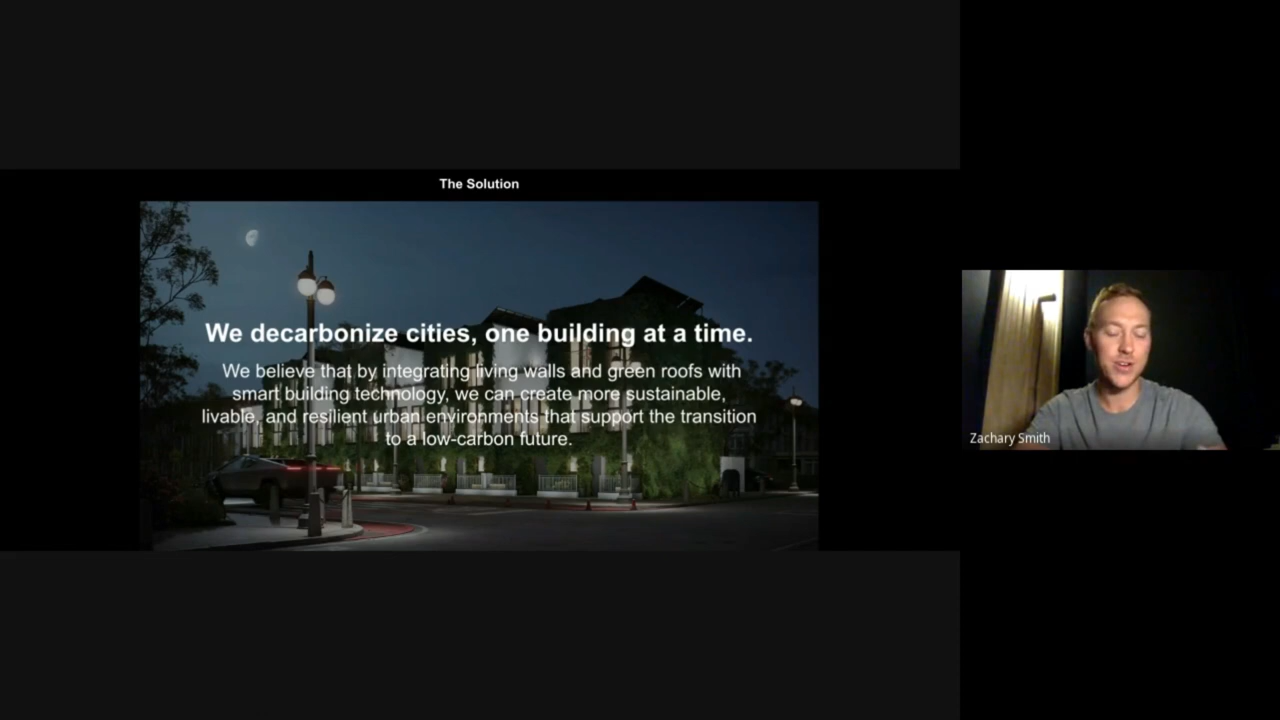 The Solution
We decarbonize cities, one building at a time.
We believe that by integrating living walls and green roofs with
smart building technology, we can create more sustainable,
livable, and resilient urban environments that support the transition
to a low-carbon future.
Zachary Smith